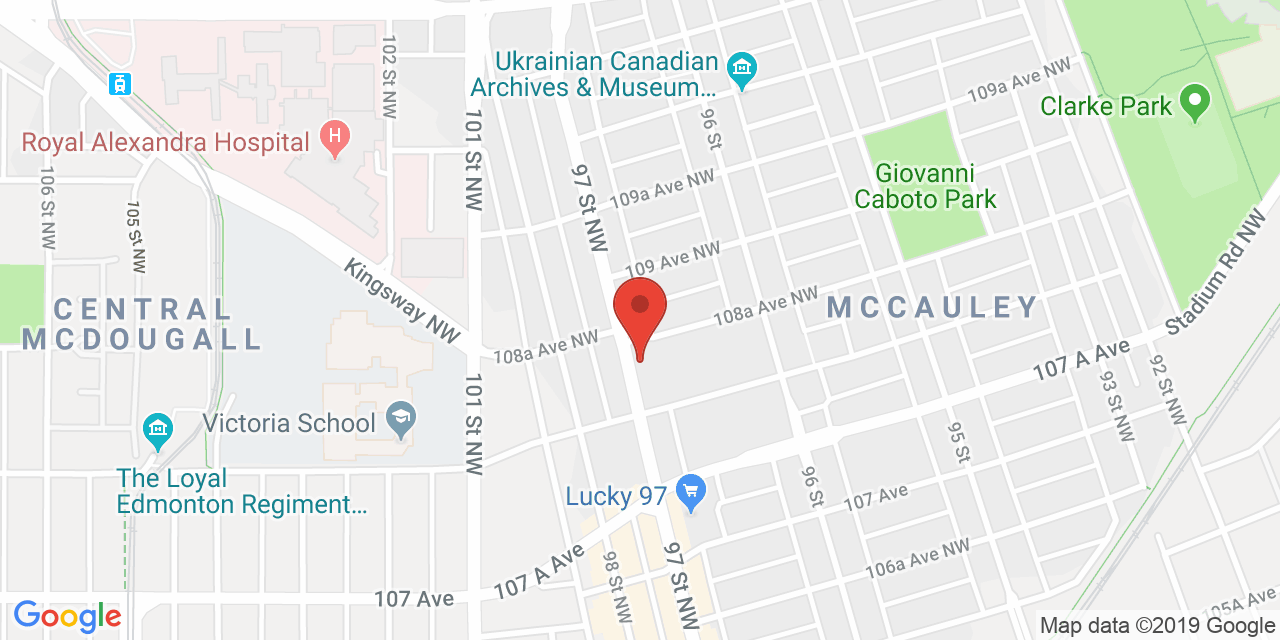 Ukrainian Canadian
Archives & Museum...
109a Ave NW
Clarke Park
102 St NW
101 St NW
96 St
Royal Alexandra Hospital
H
106 St NW
105 St NW
97 St NW
109a Ave NW
Giovanni
Caboto Park
109 Ave NW
Kingsway NW
Stadium Rd NW
CENTRAL
MCDOUGALL
108a Ave NW
MCCAULEY
108a Ave NW
107 A Ave
101 St NW
93 St NW
92 St NW
Victoria School
95 St
The Loyal
Edmonton Regiment...
Lucky 97
96 St
107 Ave
97 St NW
106a Ave NW
107 A Ave
98 St NW
107 Ave
105A Ave
Google
Map data ©2019 Google